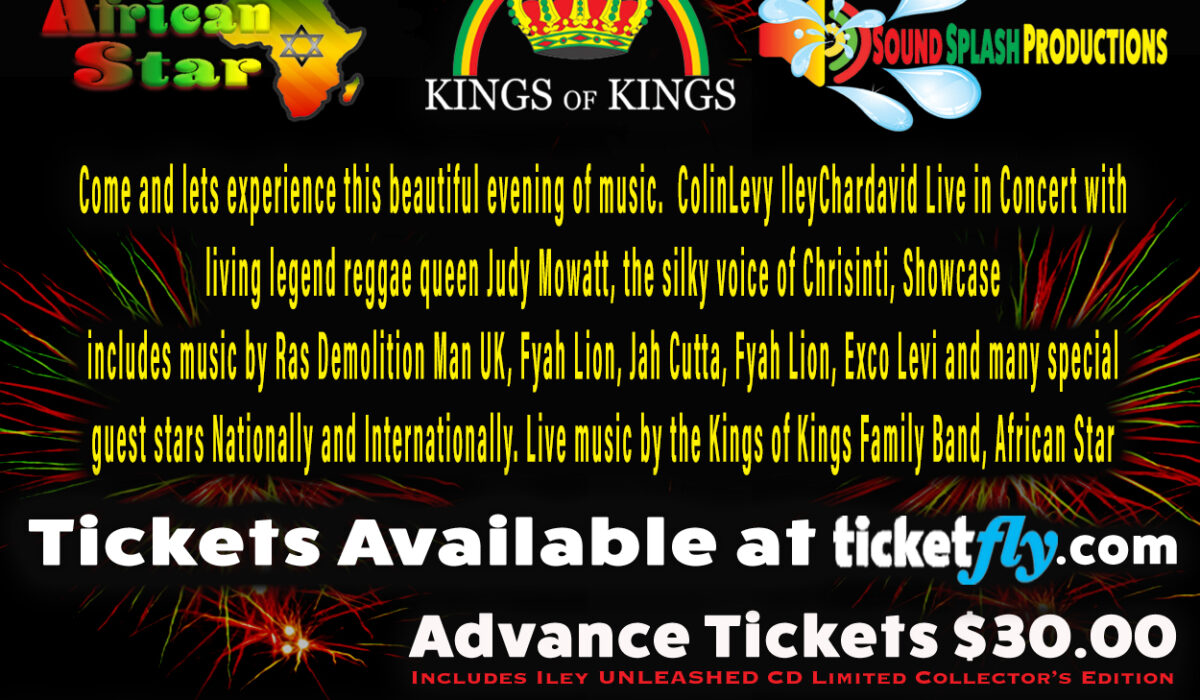 African
Star
KINGS OF KINGS
SOUND SPLASH PRODUCTIONS
Come and lets experience this beautiful evening of music. ColinLevy IleyChardavid Live in Concert with
living legend reggae queen Judy Mowatt, the silky voice of Chrisinti, Showcase
includes music by Ras Demolition Man UK, Fyah Lion, Jah Cutta, Fyah Lion, Exco Levi and many special
guest stars Nationally and Internationally. Live music by the Kings of Kings Family Band, African Star
Tickets Available at ticketfly.com
Advance Tickets $30.00
INCLUDES ILEY UNLEASHED CD LIMITED COLLECTOR'S EDITION